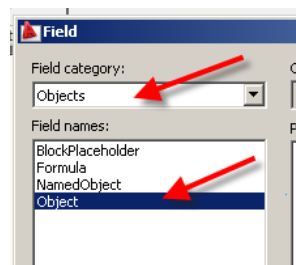 Field
Field category:
Objects
Field names:
BlockPlaceholder
Formula
NamedObject
Object